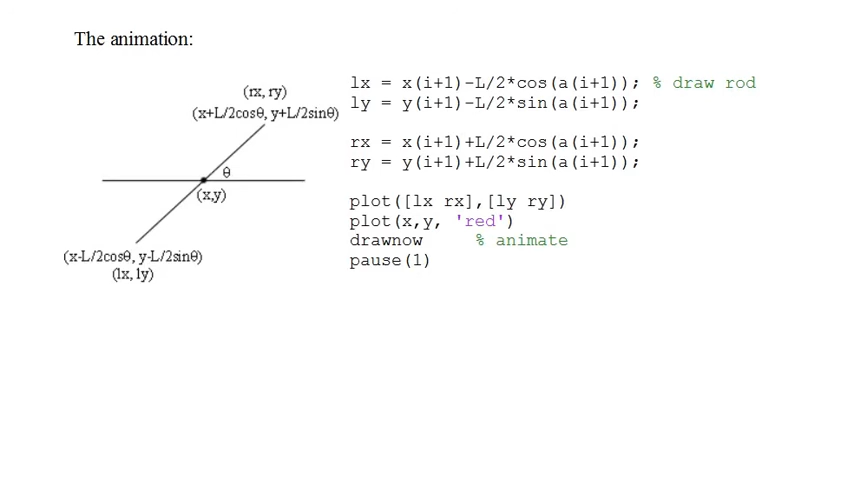 The animation:
(rx, ry)
(x+L/2cosθ, y+L/2sinθ)
θ
(x,y)
(x-L/2cosθ, y-L/2sinθ)
(lx, ly)
lx = x(i+1)-L/2*cos(a(i+1)); % draw rod
ly = y(i+1)-L/2*sin(a(i+1));
rx = x(i+1)+L/2*cos(a(i+1));
ry = y(i+1)+L/2*sin(a(i+1));
plot([lx rx],[ly ry])
plot(x,y, 'red')
drawnow % animate
pause(1)